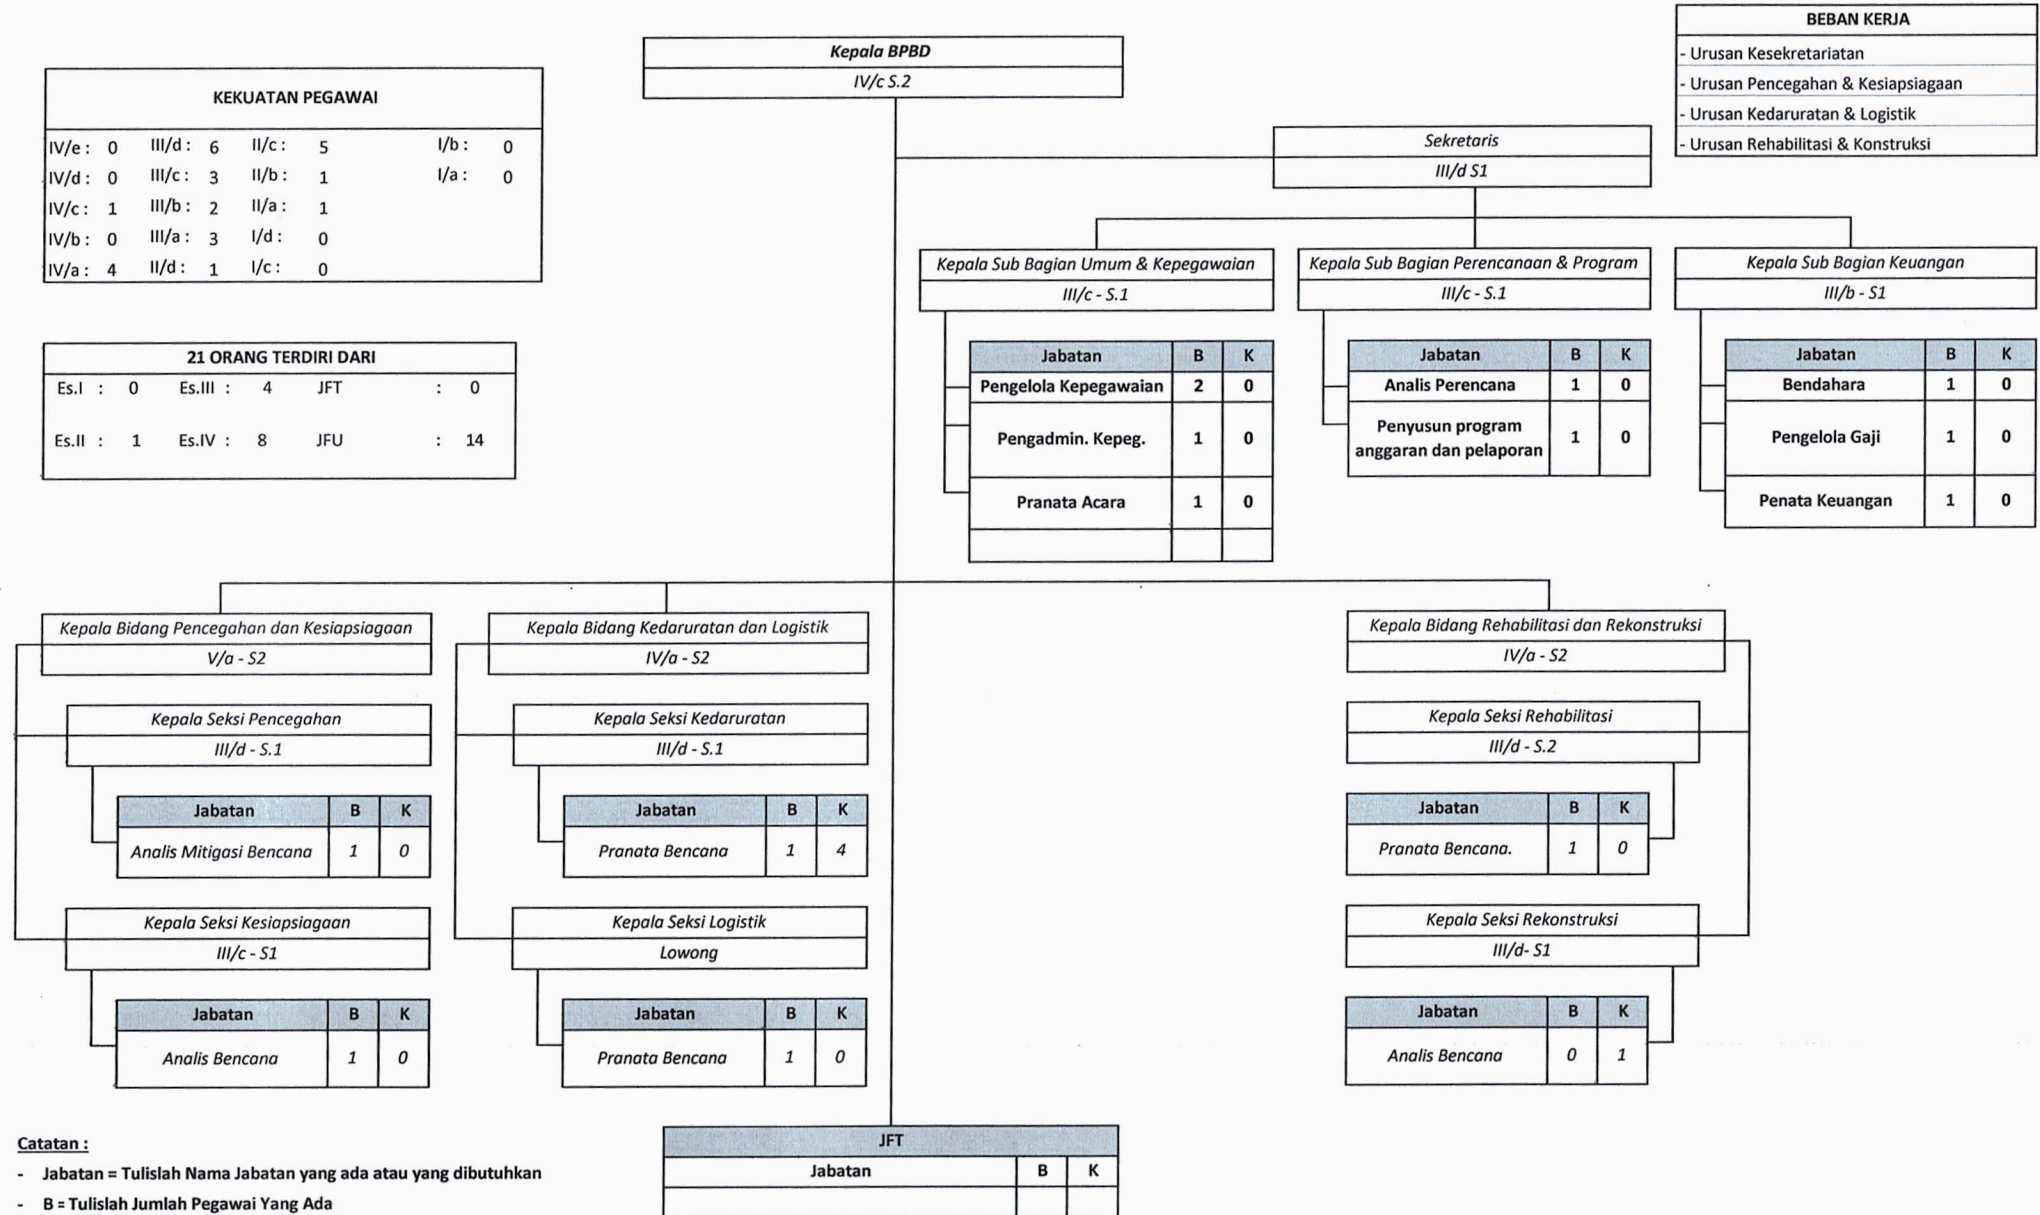 BEBAN KERJA
- Urusan Kesekretariatan
- Urusan Pencegahan & Kesiapsiagaan
- Urusan Kedaruratan & Logistik
- Urusan Rehabilitasi & Konstruksi
Kepala BPBD
IV/c S.2
KEKUATAN PEGAWAI
IV/e : 0 III/d : 6 II/c : 5 I/b : 0
IV/d : 0 III/c : 3 II/b : 1 I/a : 0
IV/c : 1 III/b : 2 II/a : 1
IV/b : 0 III/a : 3 I/d : 0
IV/a : 4 II/d : 1 I/c : 0
Sekretaris
III/d S1
21 ORANG TERDIRI DARI
Es.I : 0 Es.III : 4 JFT : 0
Es.II : 1 Es.IV : 8 JFU : 14
Kepala Sub Bagian Umum & Kepegawaian
III/c - S.1
Jabatan B K
Pengelola Kepegawaian 2 0
Pengadmin. Kepeg. 1 0
Pranata Acara 1 0
Kepala Sub Bagian Perencanaan & Program
III/c - S.1
Jabatan B K
Analis Perencana 1 0
Penyusun program
anggaran dan pelaporan 1 0
Kepala Sub Bagian Keuangan
III/b - S1
Jabatan B K
Bendahara 1 0
Pengelola Gaji 1 0
Penata Keuangan 1 0
Kepala Bidang Pencegahan dan Kesiapsiagaan
V/a - S2
Kepala Seksi Pencegahan
III/d - S.1
Jabatan B K
Analis Mitigasi Bencana 1 0
Kepala Seksi Kesiapsiagaan
III/c - S1
Jabatan B K
Analis Bencana 1 0
Kepala Bidang Kedaruratan dan Logistik
IV/a - S2
Kepala Seksi Kedaruratan
III/d - S.1
Jabatan B K
Pranata Bencana 1 4
Kepala Seksi Logistik
Lowong
Jabatan B K
Pranata Bencana 1 0
Kepala Bidang Rehabilitasi dan Rekonstruksi
IV/a - S2
Kepala Seksi Rehabilitasi
III/d - S.2
Jabatan B K
Pranata Bencana. 1 0
Kepala Seksi Rekonstruksi
III/d- S1
Jabatan B K
Analis Bencana 0 1
Catatan :
- Jabatan = Tulislah Nama Jabatan yang ada atau yang dibutuhkan
- B = Tulislah Jumlah Pegawai Yang Ada
JFT
Jabatan B K